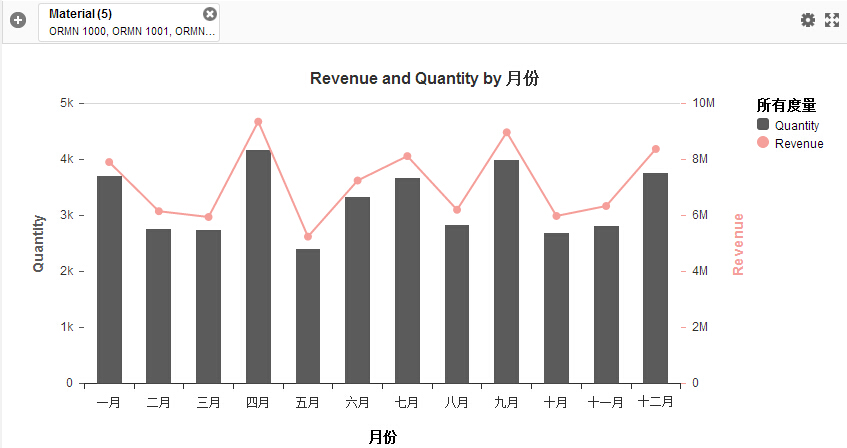 Material (5)
ORMN 1000, ORMN 1001, ORMN...
Revenue and Quantity by 月份
5k
4k
3k
2k
1k
0
Quantity
10M
8M
6M
4M
2M
0
Revenue
所有度量
Quantity
Revenue
一月 二月 三月 四月 五月 六月 七月 八月 九月 十月 十一月 十二月
月份